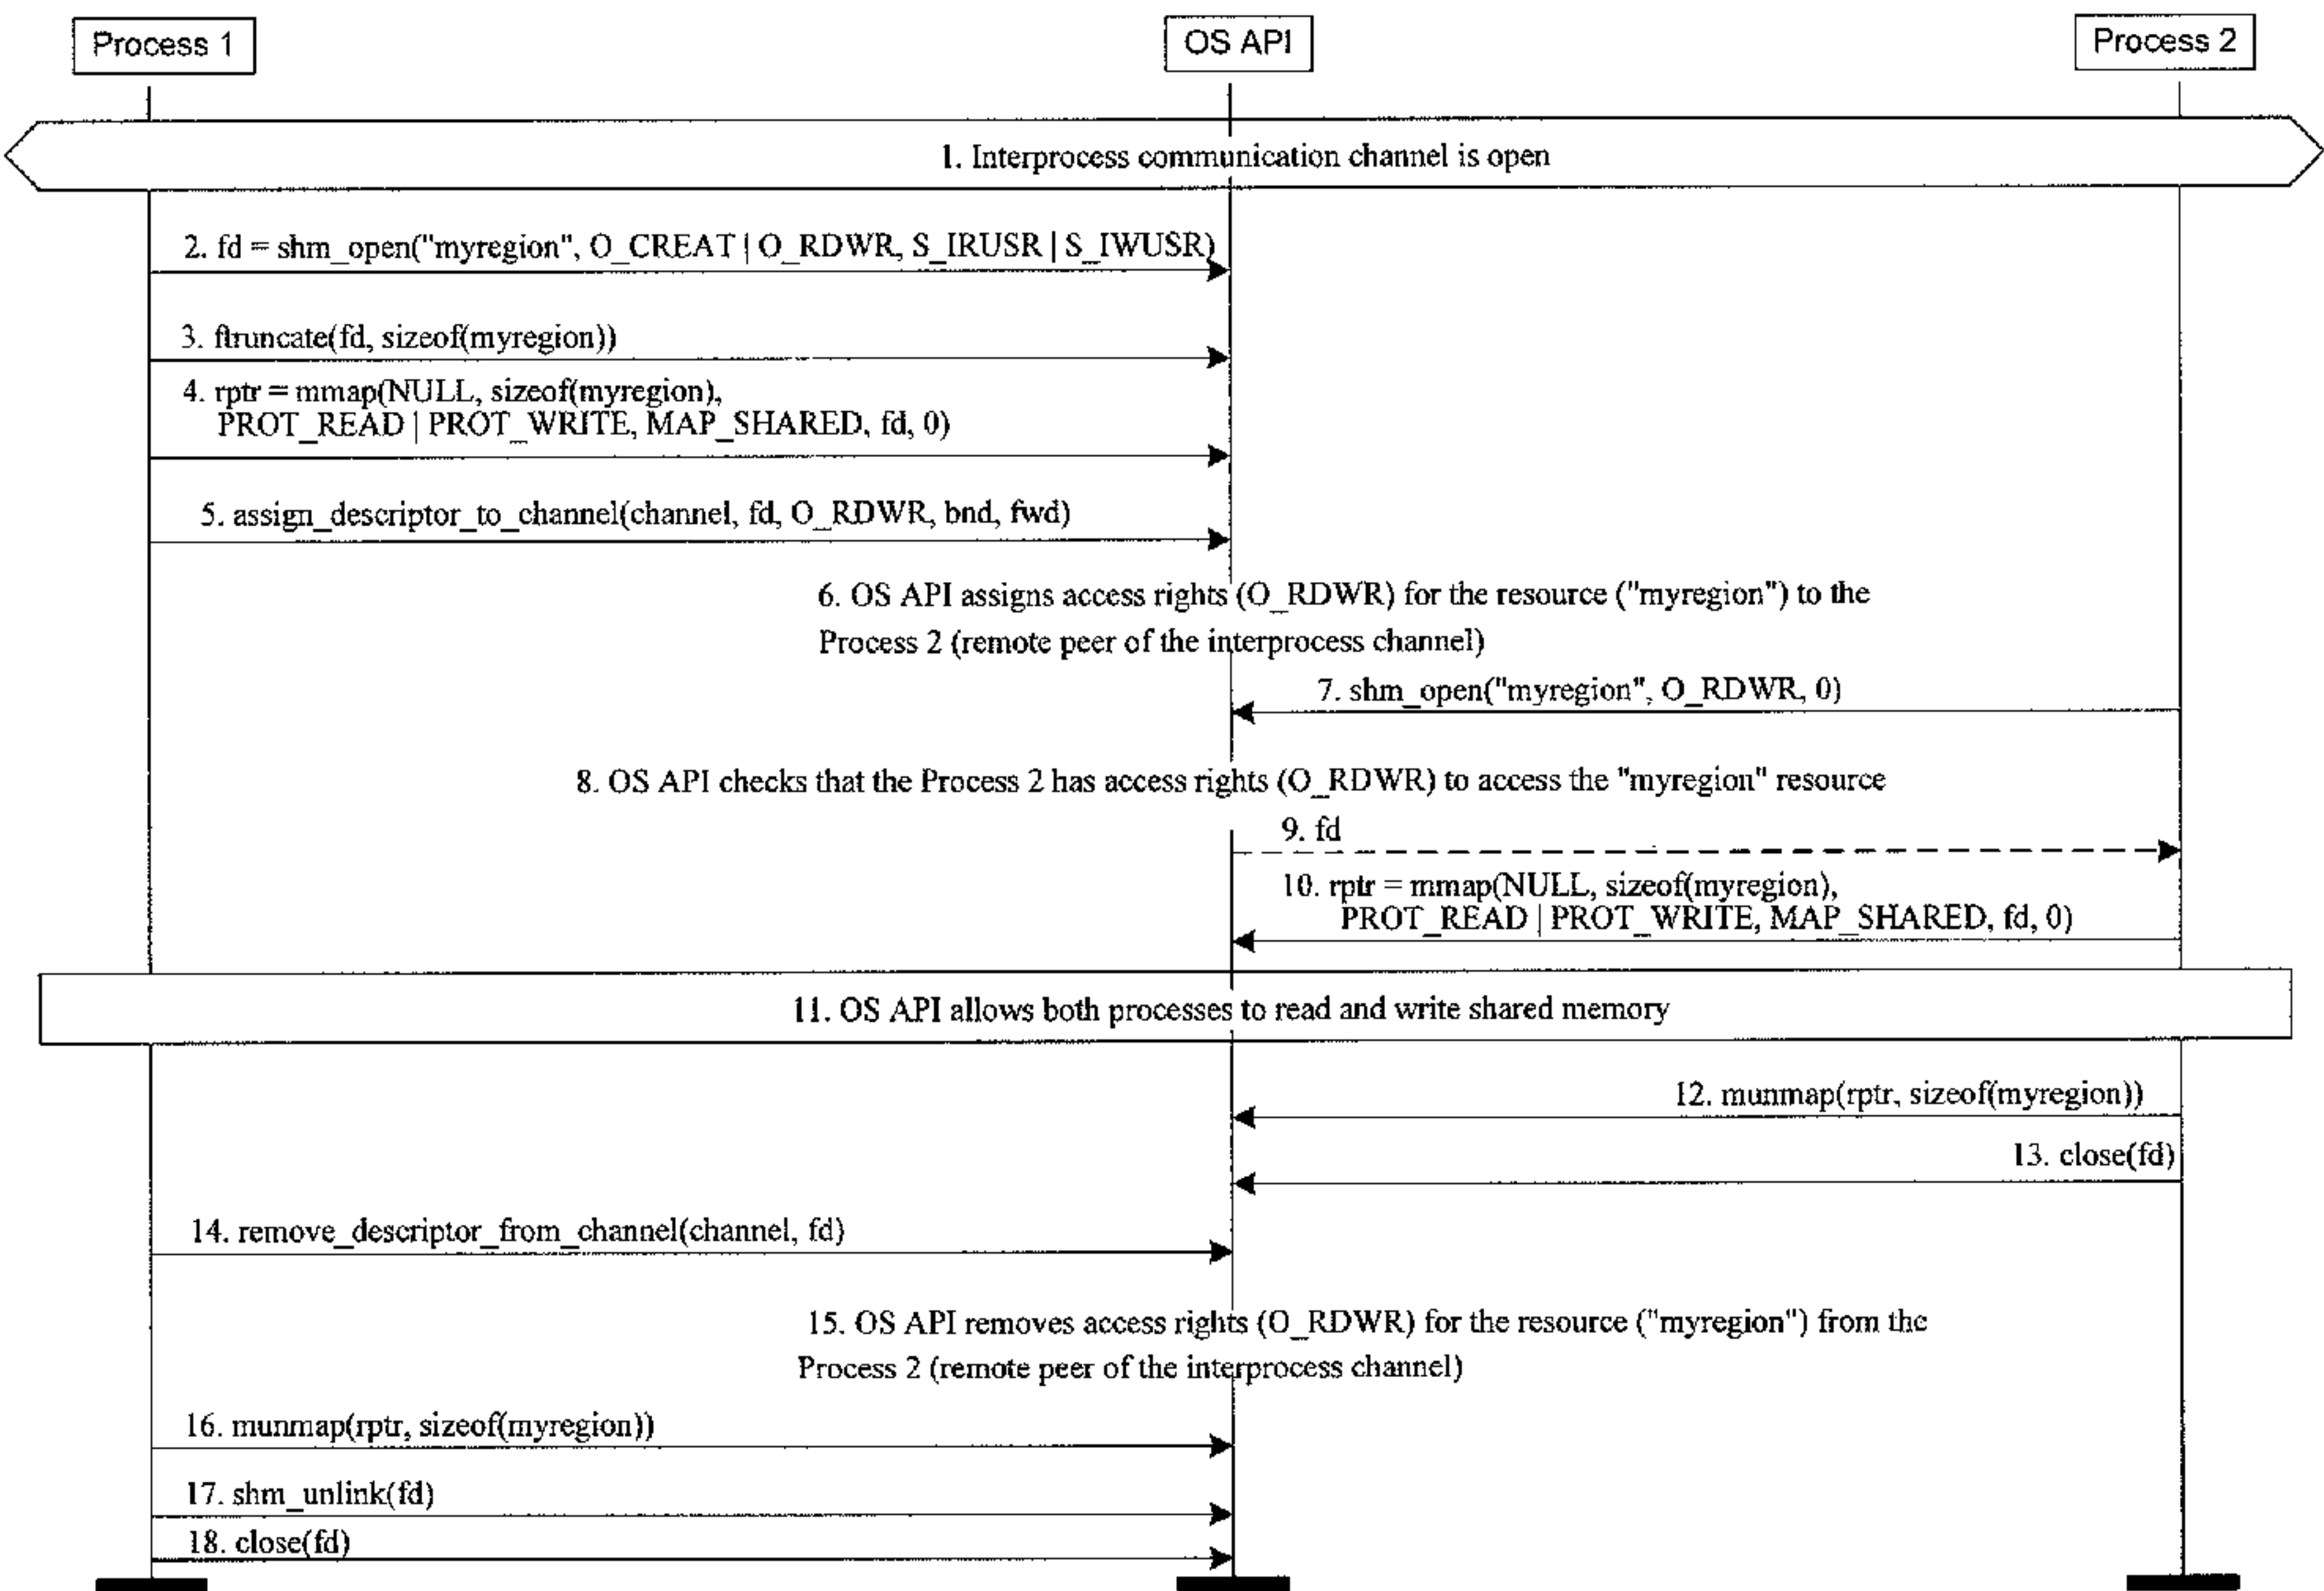 Process 1
OS API
Process 2
1. Interprocess communication channel is open
2. fd = shm_open("myregion", O_CREAT | O_RDWR, S_IRUSR | S_IWUSR)
3. ftruncate(fd, sizeof(myregion))
4. rptr = mmap(NULL, sizeof(myregion),
PROT_READ | PROT_WRITE, MAP_SHARED, fd, 0)
5. assign_descriptor_to_channel(channel, fd, O_RDWR, bnd, fwd)
6. OS API assigns access rights (O_RDWR) for the resource ("myregion") to the
Process 2 (remote peer of the interprocess channel)
7. shm_open("myregion", O_RDWR, 0)
8. OS API checks that the Process 2 has access rights (O_RDWR) to access the "myregion" resource
9. fd
10. rptr = mmap(NULL, sizeof(myregion),
PROT_READ | PROT_WRITE, MAP_SHARED, fd, 0)
11. OS API allows both processes to read and write shared memory
12. munmap(rptr, sizeof(myregion))
13. close(fd)
14. remove_descriptor_from_channel(channel, fd)
15. OS API removes access rights (O_RDWR) for the resource ("myregion") from the
Process 2 (remote peer of the interprocess channel)
16. munmap(rptr, sizeof(myregion))
17. shm_unlink(fd)
18. close(fd)